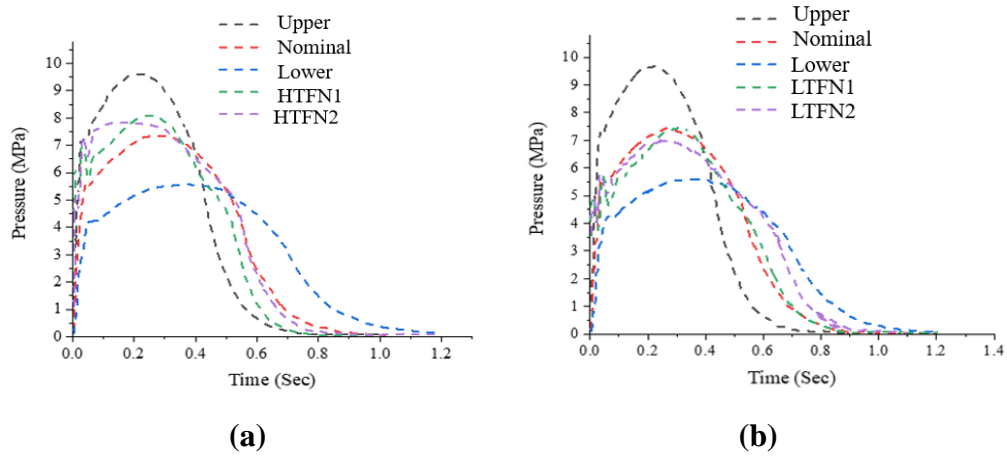 Upper
Nominal
Lower
HTFN1
HTFN2
Pressure (MPa)
10
9
8
7
6
5
4
3
2
1
0
0.0 0.2 0.4 0.6 0.8 1.0 1.2
Time (Sec)
(a)
Upper
Nominal
Lower
LTFN1
LTFN2
Pressure (MPa)
10
9
8
7
6
5
4
3
2
1
0
0.0 0.2 0.4 0.6 0.8 1.0 1.2 1.4
Time (Sec)
(b)